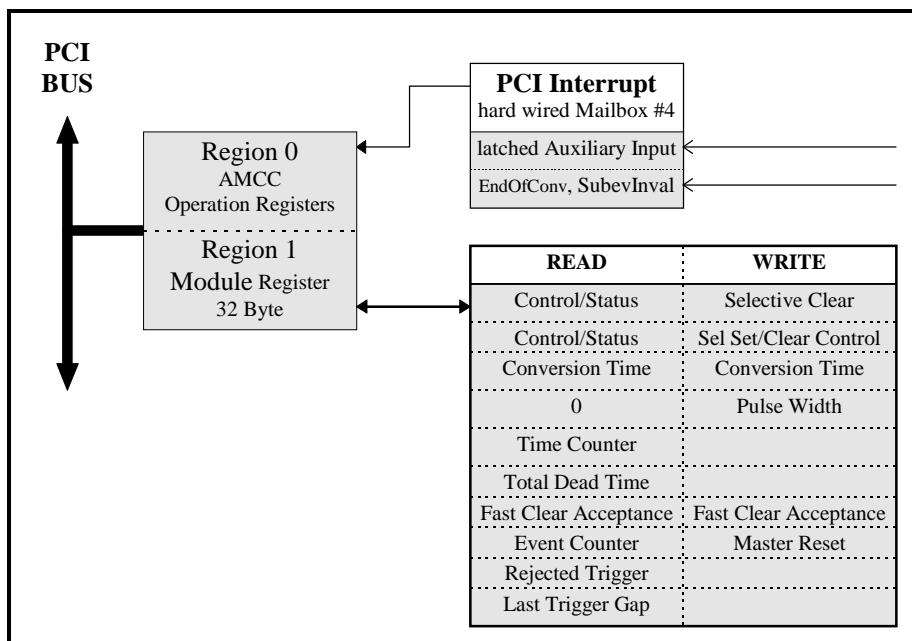 PCI
BUS
PCI Interrupt
hard wired Mailbox #4
latched Auxiliary Input
EndOfConv, SubevInval
Region 0
AMCC
Operation Registers
Region 1
Module Register
32 Byte
READ WRITE
Control/Status Selective Clear
Control/Status Sel Set/Clear Control
Conversion Time Conversion Time
0 Pulse Width
Time Counter
Total Dead Time
Fast Clear Acceptance Fast Clear Acceptance
Event Counter Master Reset
Rejected Trigger
Last Trigger Gap